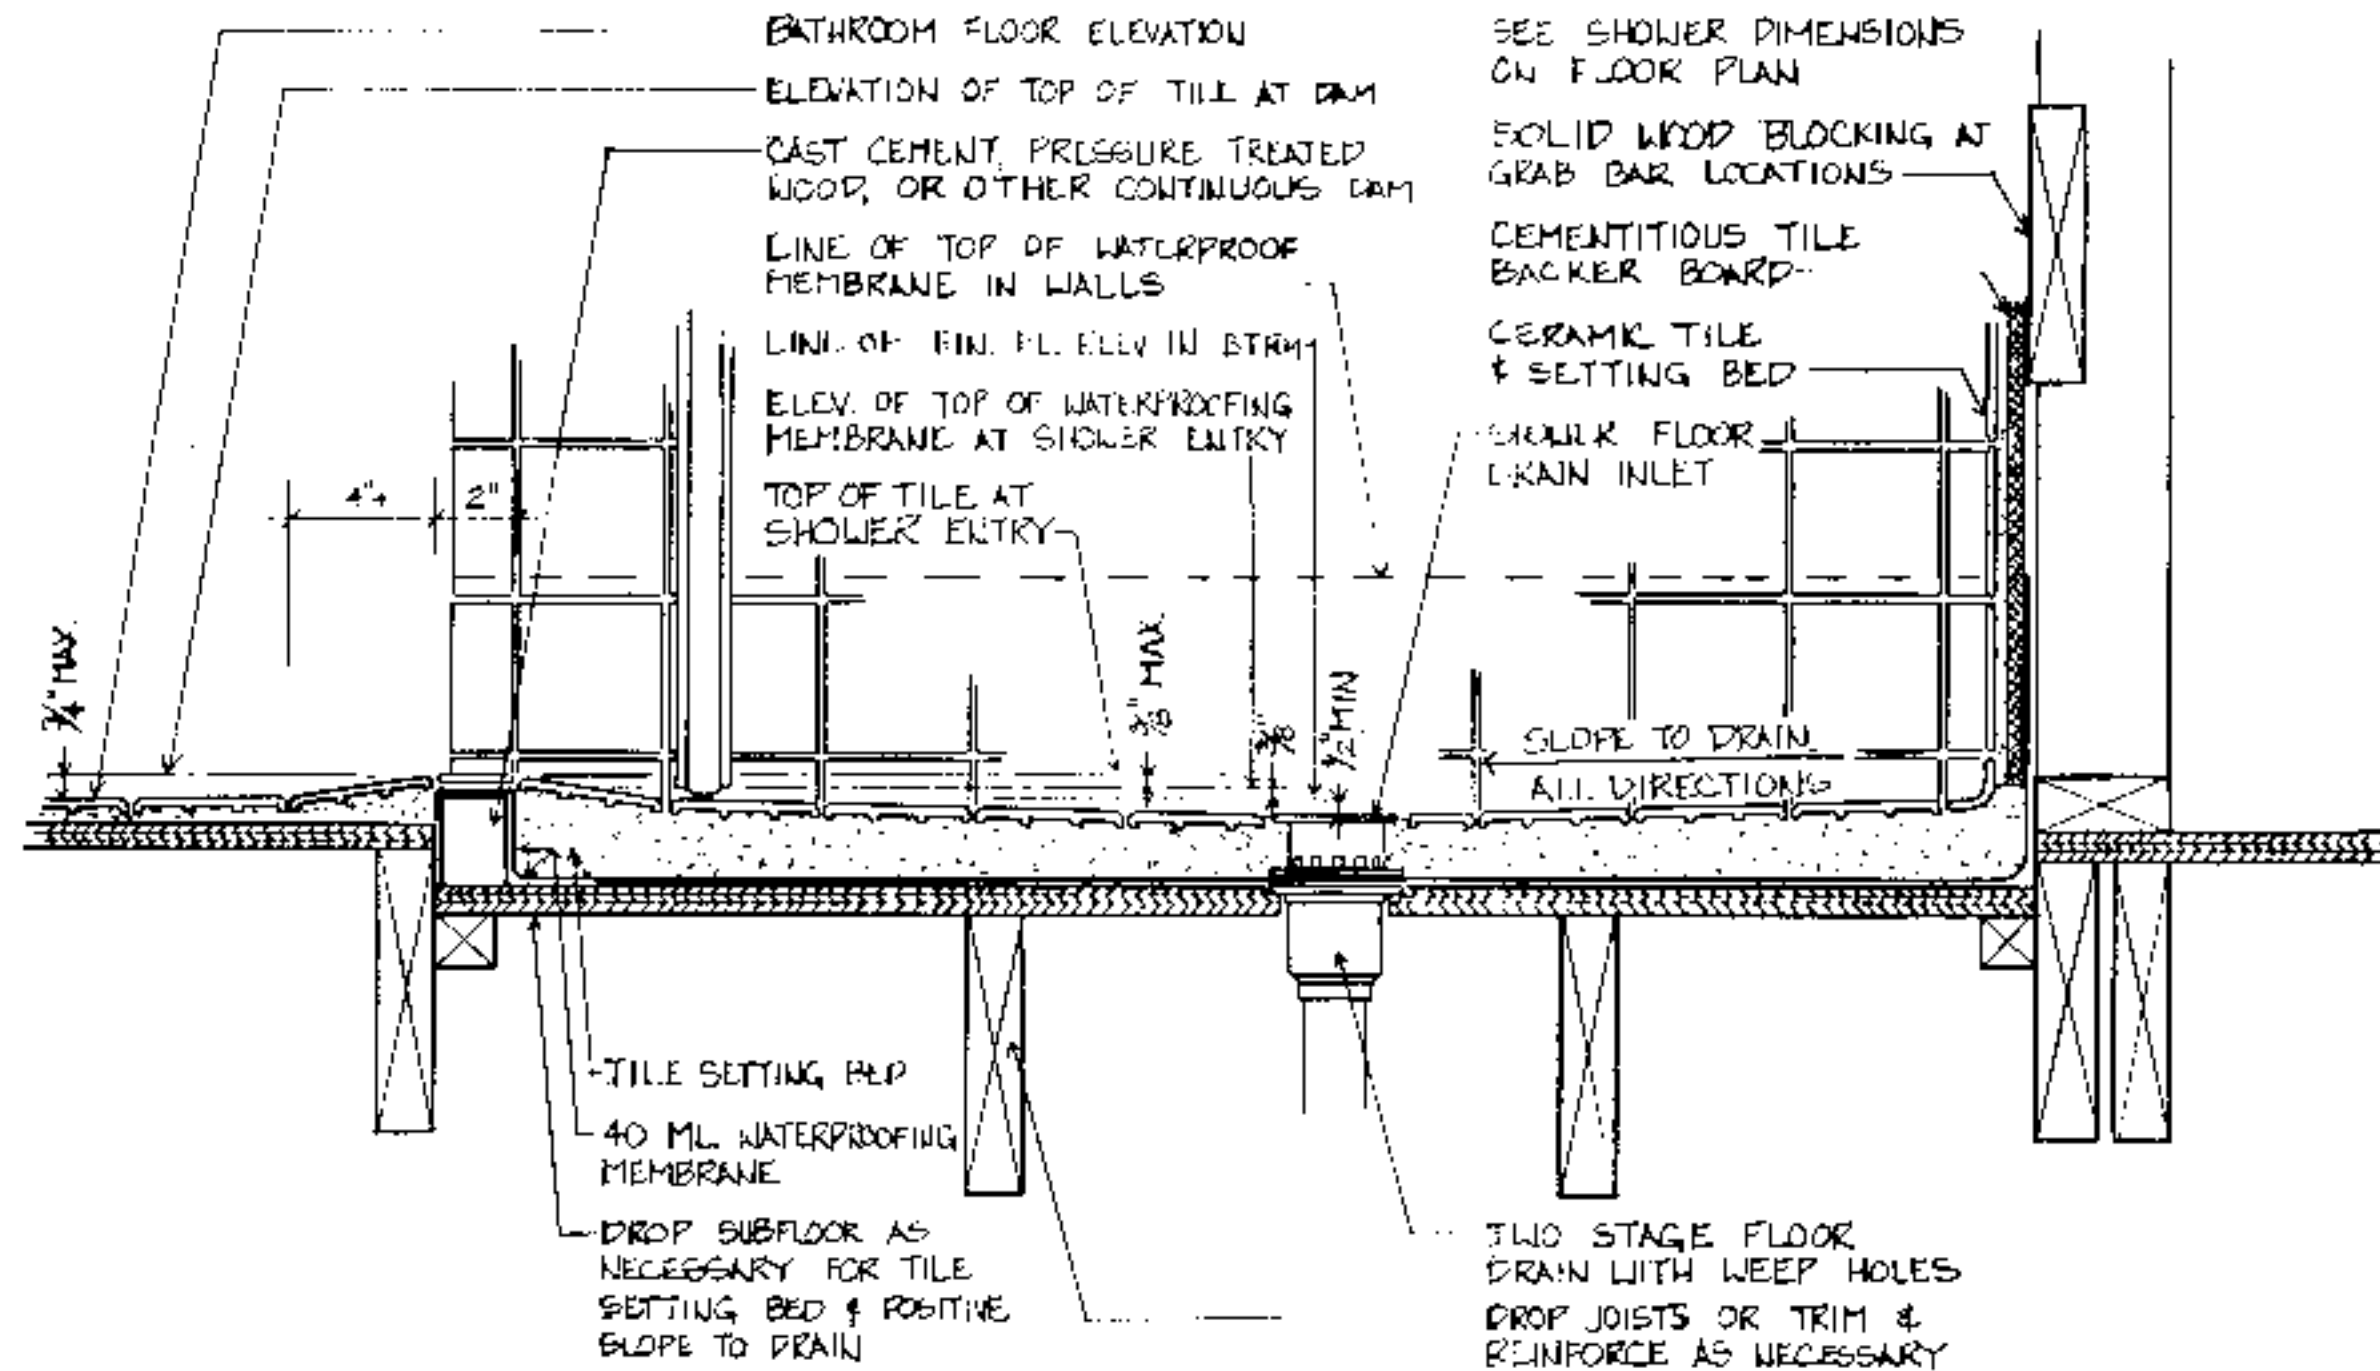 BATHROOM FLOOR ELEVATION
ELEVATION OF TOP OF TILE AT DAM
CAST CEMENT, PRESSURE TREATED
WOOD, OR OTHER CONTINUOUS DAM
LINE OF TOP OF WATERPROOF
MEMBRANE IN WALLS
LINE OF FIN. FL. ELEV IN BTRM
ELEV. OF TOP OF WATERPROOFING
MEMBRANE AT SHOWER ENTRY
TOP OF TILE AT
SHOWER ENTRY
SEE SHOWER DIMENSIONS
ON FLOOR PLAN
SOLID WOOD BLOCKING AT
GRAB BAR LOCATIONS
CEMENTITIOUS TILE
BACKER BOARD
CERAMIC TILE
& SETTING BED
SHOWER FLOOR
DRAIN INLET
4"±
2"
3/4" MAX.
3/8" MAX.
1/2" MIN
SLOPE TO DRAIN
ALL DIRECTIONS
TILE SETTING BED
40 MIL WATERPROOFING
MEMBRANE
DROP SUBFLOOR AS
NECESSARY FOR TILE
SETTING BED & POSITIVE
SLOPE TO DRAIN
TWO STAGE FLOOR
DRAIN WITH WEEP HOLES
DROP JOISTS OR TRIM &
REINFORCE AS NECESSARY